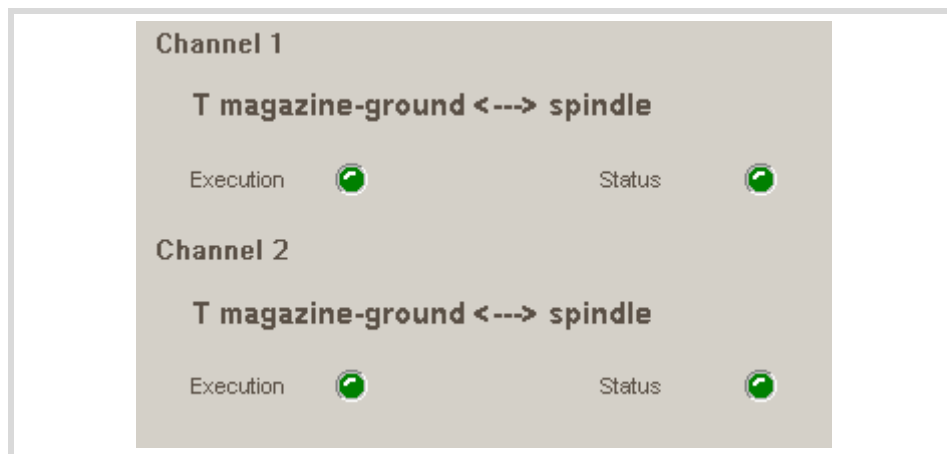 Channel 1
T magazine-ground <---> spindle
Execution Status
Channel 2
T magazine-ground <---> spindle
Execution Status